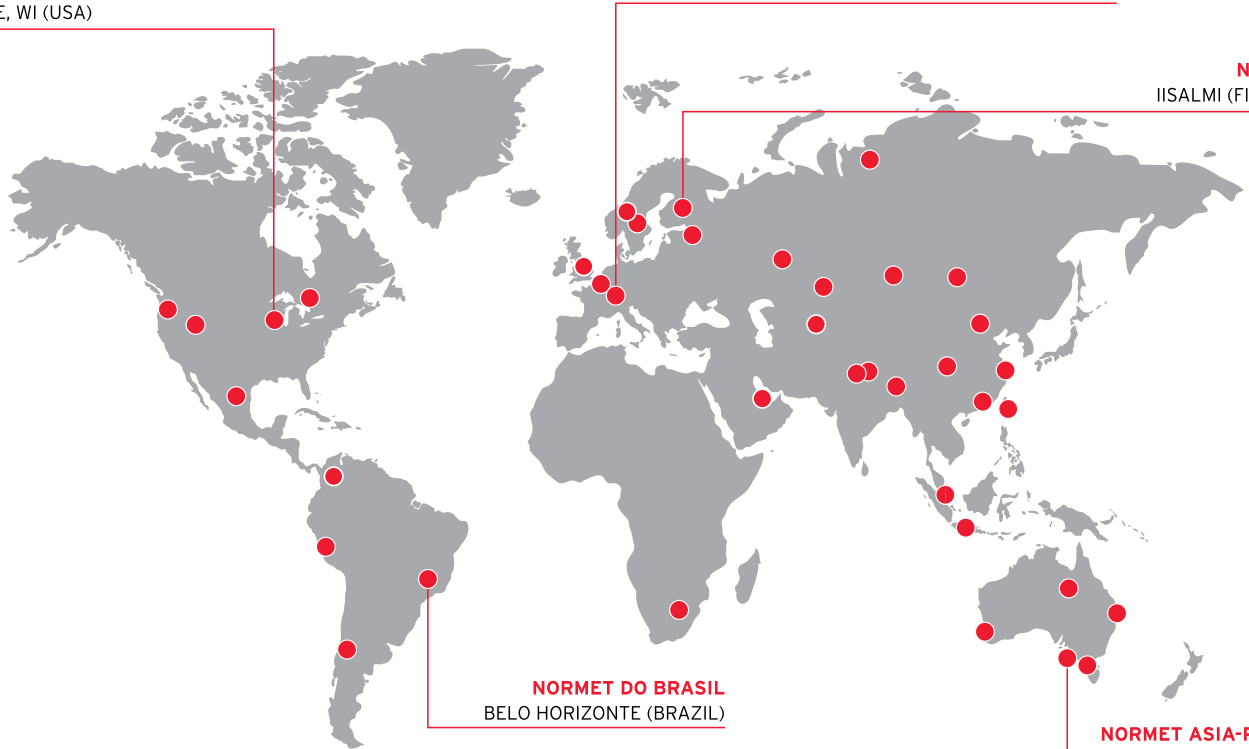 E, WI (USA)
N
IISALMI (FI
NORMET DO BRASIL
BELO HORIZONTE (BRAZIL)
NORMET ASIA-P